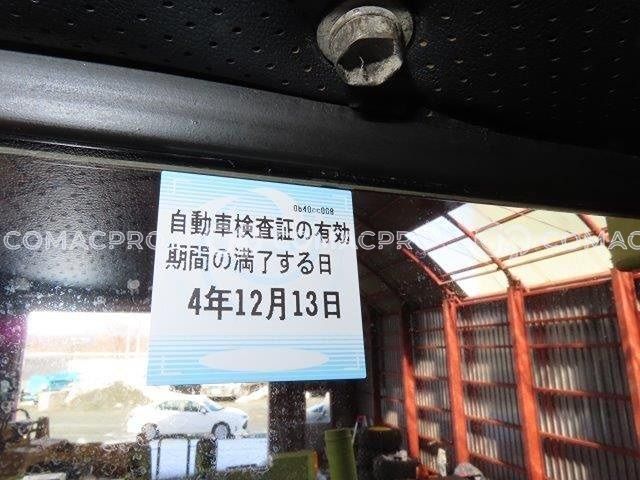 0b40cc009
自動車検査証の有効
期間の満了する日
4年12月13日
COMACPRO